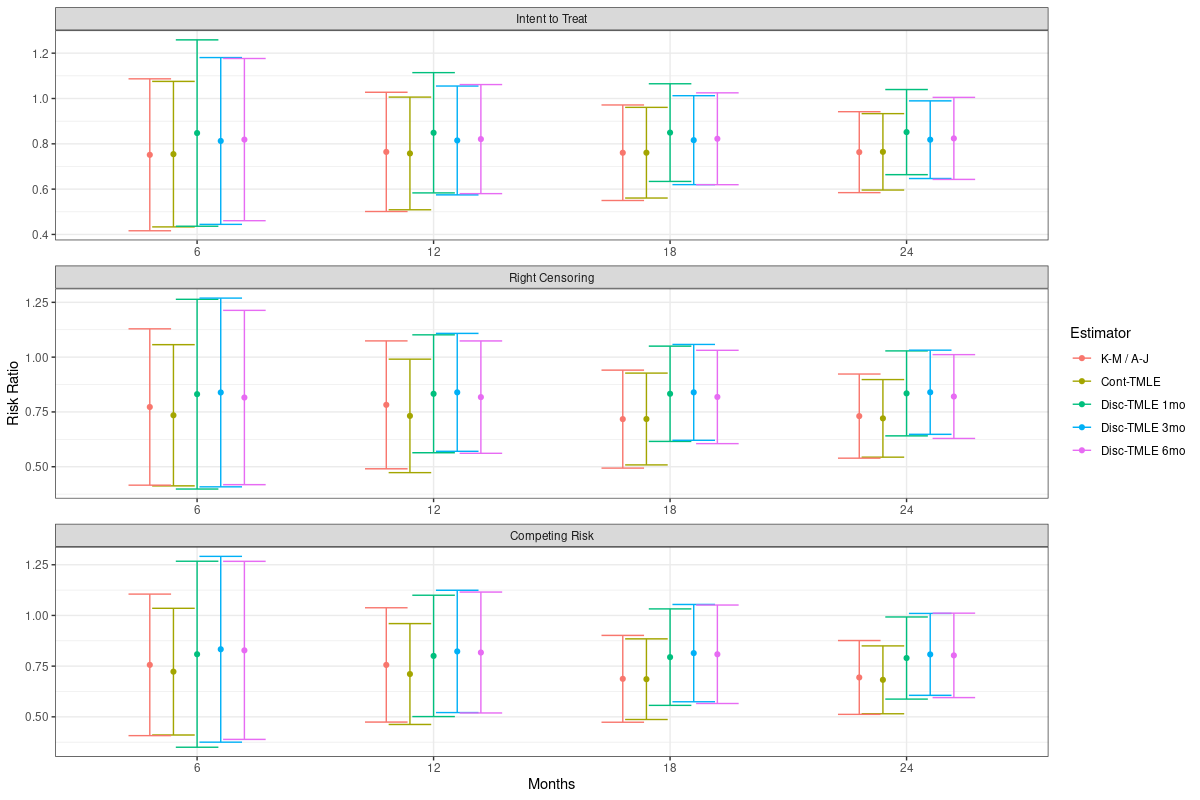 Intent to Treat
1.2
1.0
0.8
0.6
0.4
6 12 18 24
Right Censoring
1.25
1.00
0.75
0.50
6 12 18 24
Competing Risk
1.25
1.00
0.75
0.50
6 12 18 24
Months
Risk Ratio
Estimator
K-M / A-J
Cont-TMLE
Disc-TMLE 1mo
Disc-TMLE 3mo
Disc-TMLE 6mo